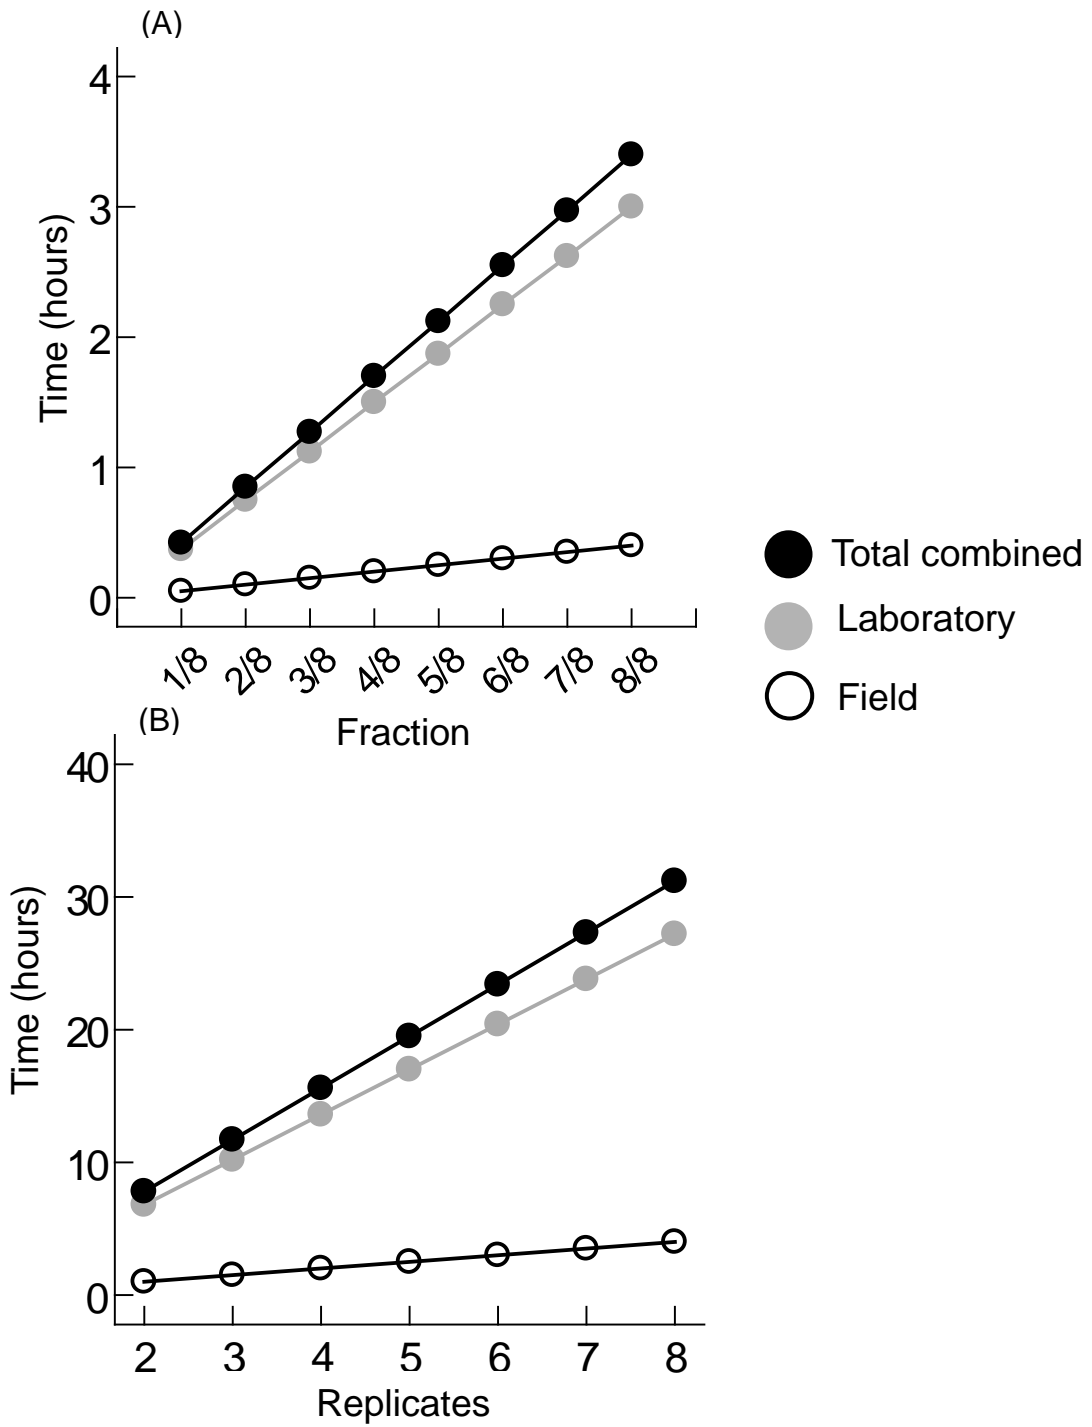 (A)
4
3
2
1
0
Time (hours)
1/8 2/8 3/8 4/8 5/8 6/8 7/8 8/8
Fraction
Total combined
Laboratory
Field
(B)
40
30
20
10
0
Time (hours)
2 3 4 5 6 7 8
Replicates